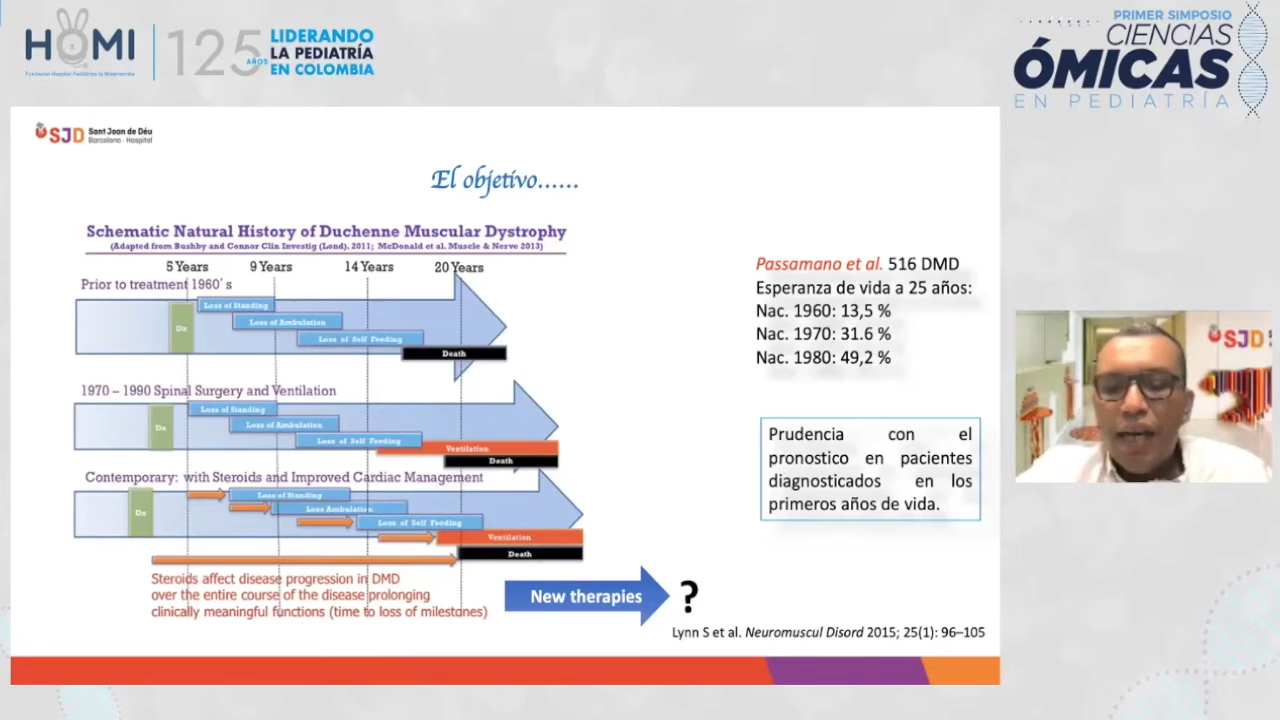 HOMI
Fundación Hospital Pediátrico la Misericordia
125 AÑOS
LIDERANDO
LA PEDIATRÍA
EN COLOMBIA
PRIMER SIMPOSIO
CIENCIAS
ÓMICAS
EN PEDIATRÍA
SJD Sant Joan de Déu
Barcelona · Hospital
El objetivo......
Schematic Natural History of Duchenne Muscular Dystrophy
(Adapted from Bushby and Connor Clin Investig (Lond). 2011; McDonald et al. Muscle & Nerve 2013)
5 Years 9 Years 14 Years 20 Years
Prior to treatment 1960´s
Dx
Loss of Standing
Loss of Ambulation
Loss of Self Feeding
Death
1970 – 1990 Spinal Surgery and Ventilation
Dx
Loss of Standing
Loss of Ambulation
Loss of Self Feeding
Ventilation
Death
Contemporary: with Steroids and Improved Cardiac Management
Dx
Loss of Standing
Loss Ambulation
Loss of Self Feeding
Ventilation
Death
Steroids affect disease progression in DMD
over the entire course of the disease prolonging
clinically meaningful functions (time to loss of milestones)
New therapies
?
Passamano et al. 516 DMD
Esperanza de vida a 25 años:
Nac. 1960: 13,5 %
Nac. 1970: 31.6 %
Nac. 1980: 49,2 %
Prudencia con el
pronostico en pacientes
diagnosticados en los
primeros años de vida.
Lynn S et al. Neuromuscul Disord 2015; 25(1): 96–105
SJD